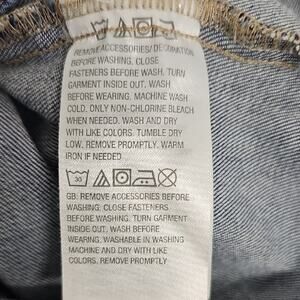 REMOVE ACCESSORIES/ DECORATION
BEFORE WASHING. CLOSE
FASTENERS BEFORE WASH. TURN
GARMENT INSIDE OUT. WASH
BEFORE WEARING. MACHINE WASH
COLD. ONLY NON-CHLORINE BLEACH
WHEN NEEDED. WASH AND DRY
WITH LIKE COLORS. TUMBLE DRY
LOW. REMOVE PROMPTLY. WARM
IRON IF NEEDED
30
GB: REMOVE ACCESSORIES BEFORE
WASHING. CLOSE FASTENERS
BEFORE WASHING. TURN GARMENT
INSIDE OUT. WASH BEFORE
WEARING. WASHABLE IN WASHING
MACHINE AND DRY WITH LIKE
COLORS. REMOVE PROMPTLY